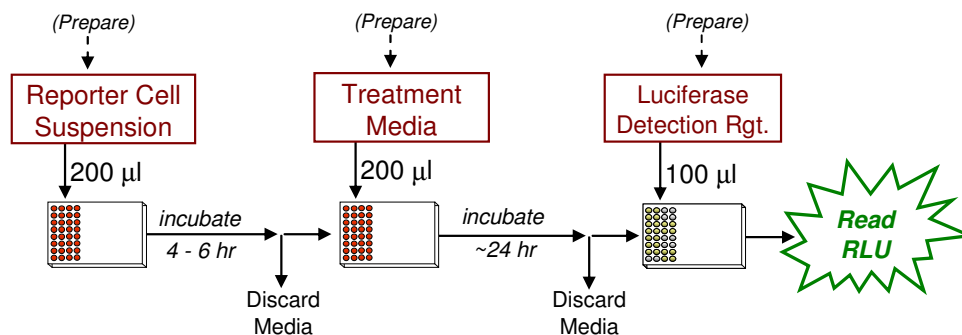 (Prepare)
(Prepare)
(Prepare)
Reporter Cell
Suspension
Treatment
Media
Luciferase
Detection Rgt.
200 µl
200 µl
100 µl
incubate
4 - 6 hr
incubate
~24 hr
Read
RLU
Discard
Media
Discard
Media